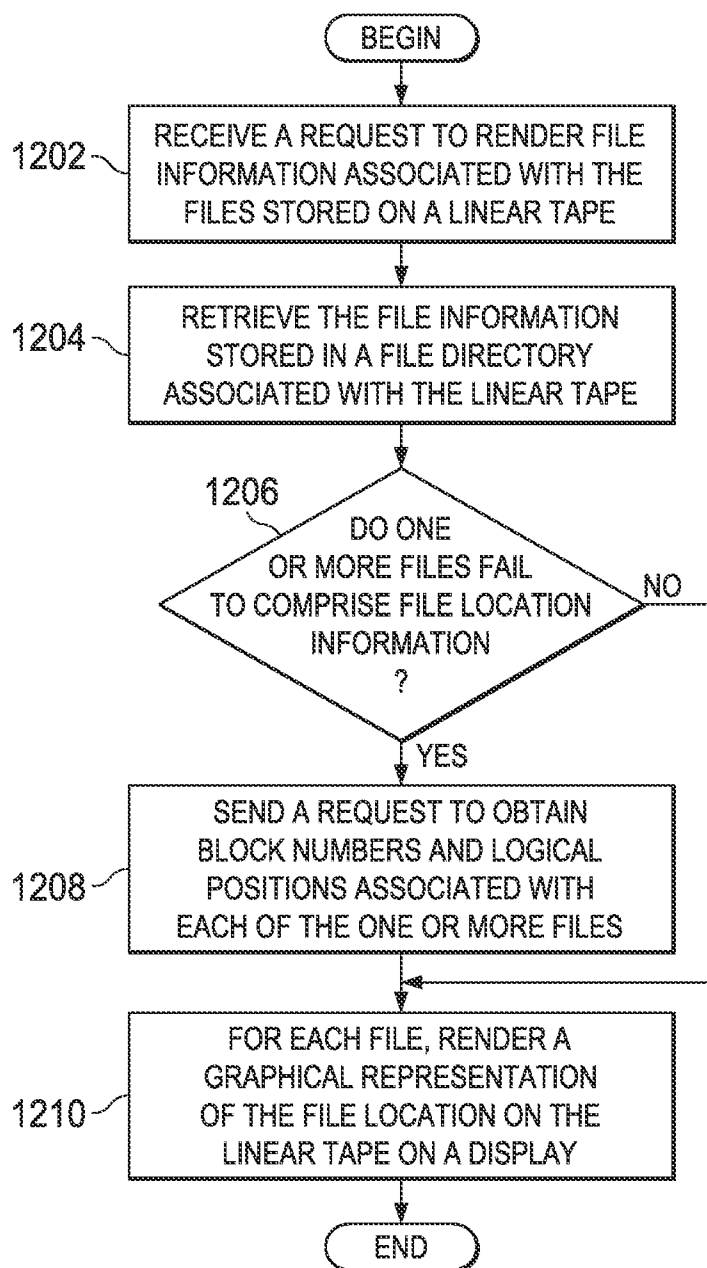 BEGIN
1202
RECEIVE A REQUEST TO RENDER FILE
INFORMATION ASSOCIATED WITH THE
FILES STORED ON A LINEAR TAPE
1204
RETRIEVE THE FILE INFORMATION
STORED IN A FILE DIRECTORY
ASSOCIATED WITH THE LINEAR TAPE
1206
DO ONE
OR MORE FILES FAIL
TO COMPRISE FILE LOCATION
INFORMATION
?
NO
YES
1208
SEND A REQUEST TO OBTAIN
BLOCK NUMBERS AND LOGICAL
POSITIONS ASSOCIATED WITH
EACH OF THE ONE OR MORE FILES
1210
FOR EACH FILE, RENDER A
GRAPHICAL REPRESENTATION
OF THE FILE LOCATION ON THE
LINEAR TAPE ON A DISPLAY
END